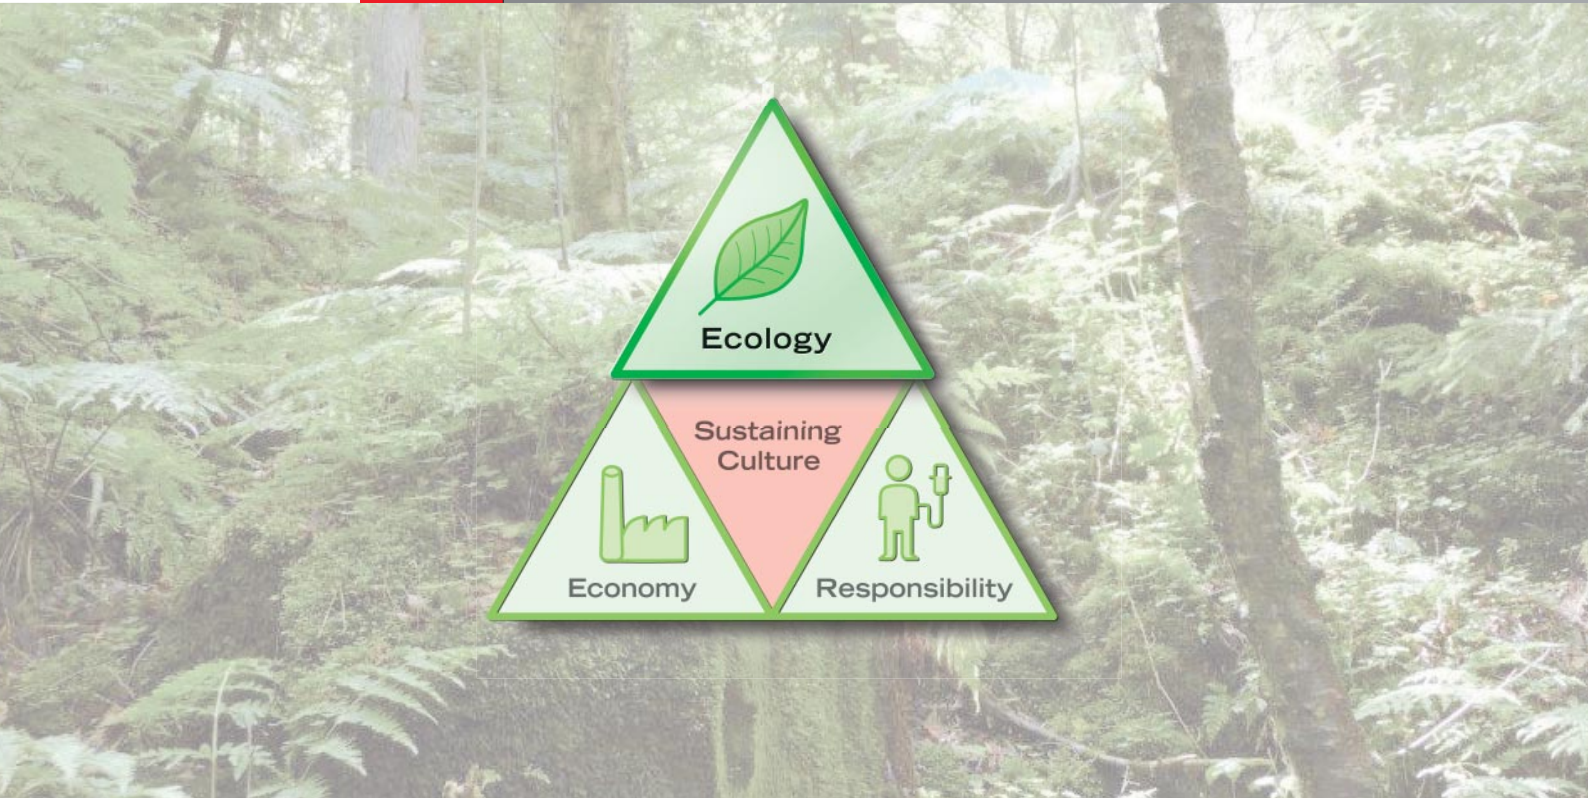 Ecology
Sustaining
Culture
Economy
Responsibility